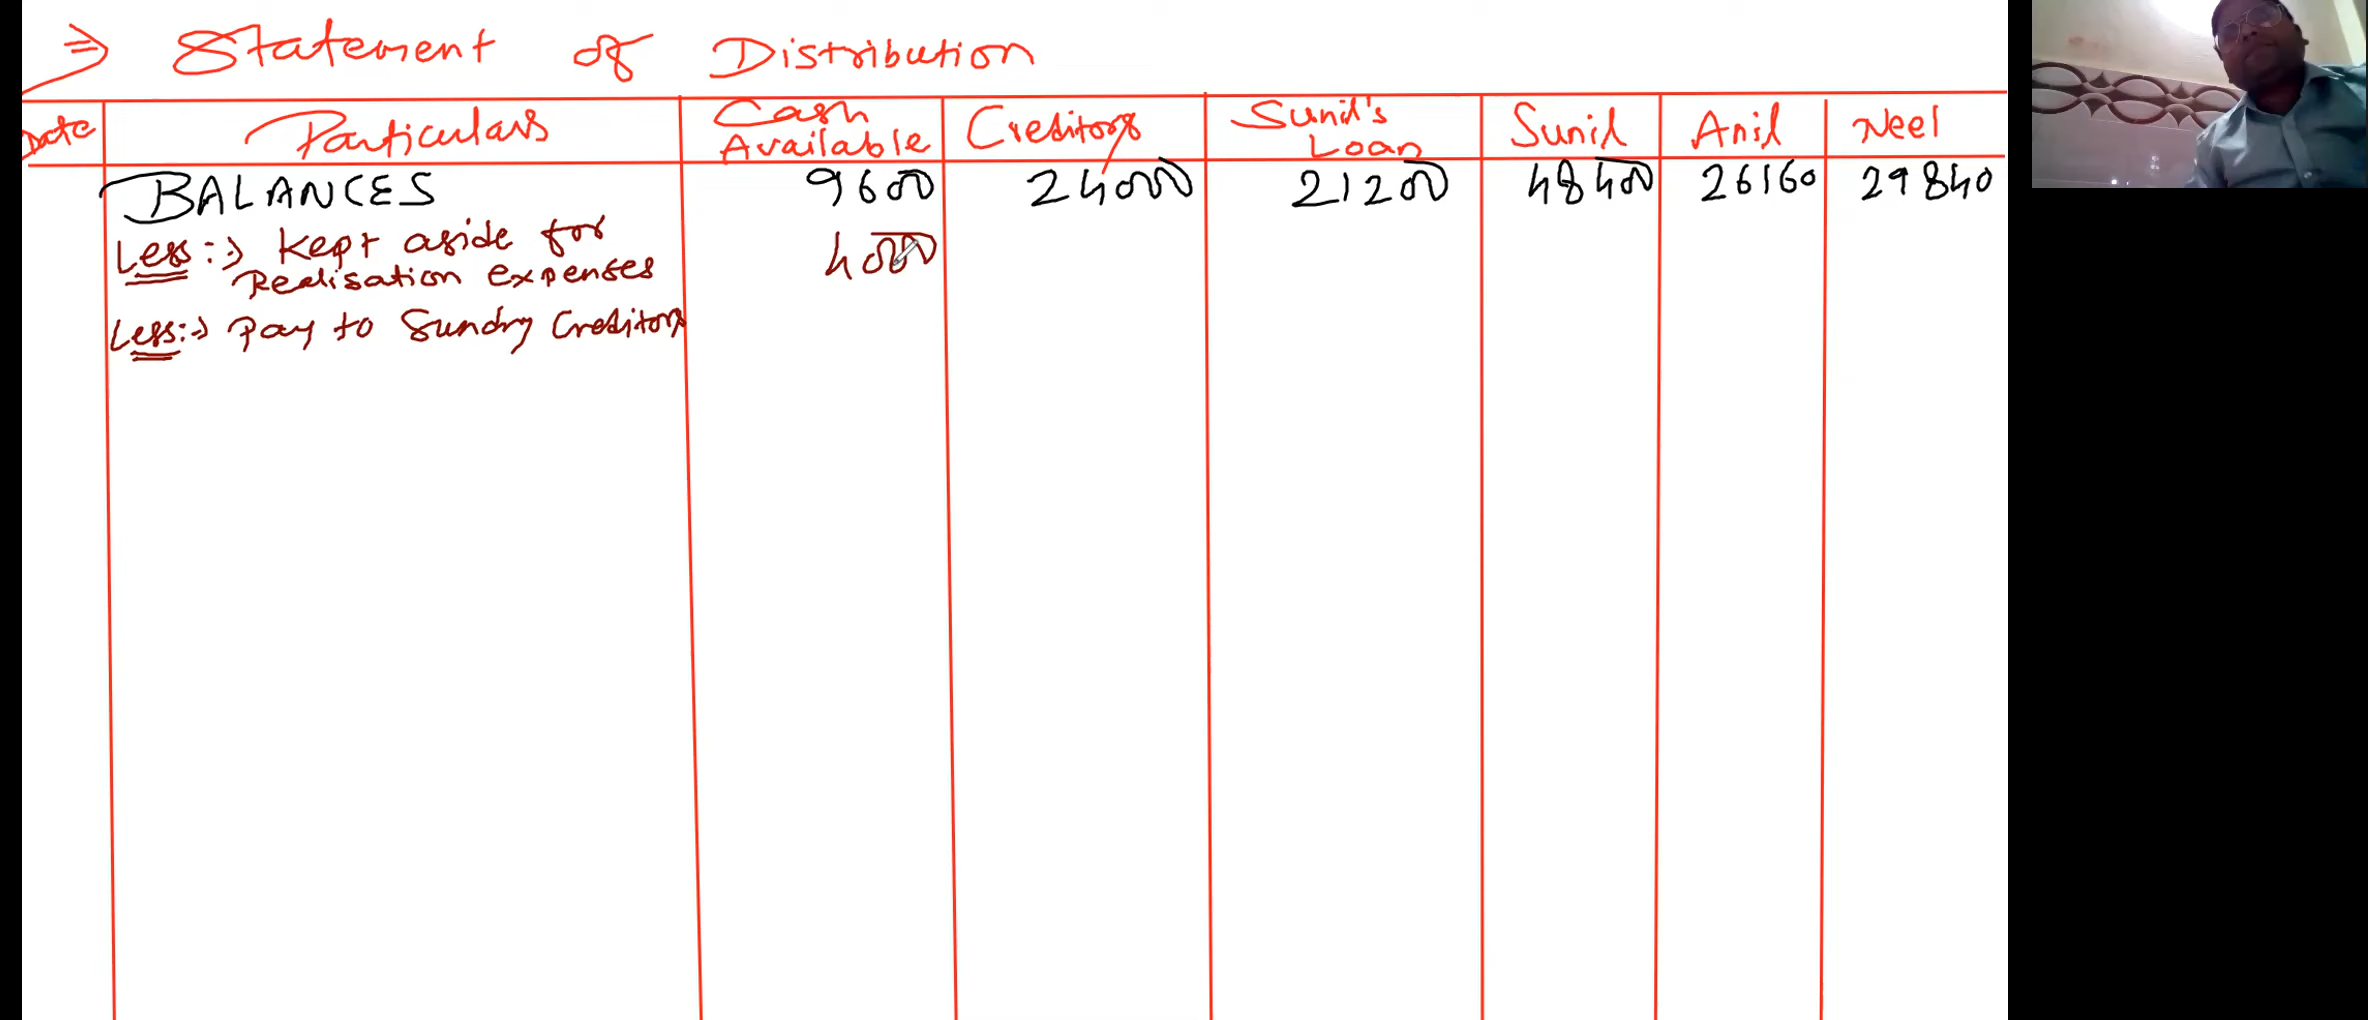 ⇒ Statement of Distribution
Date Particulars Cash Available Creditors Sunil's Loan Sunil Anil Neel
BALANCES 9600 24000 21200 48400 26160 29840
Less:→ Kept aside for
Realisation expenses 4000
Less:→ Pay to Sundry Creditors